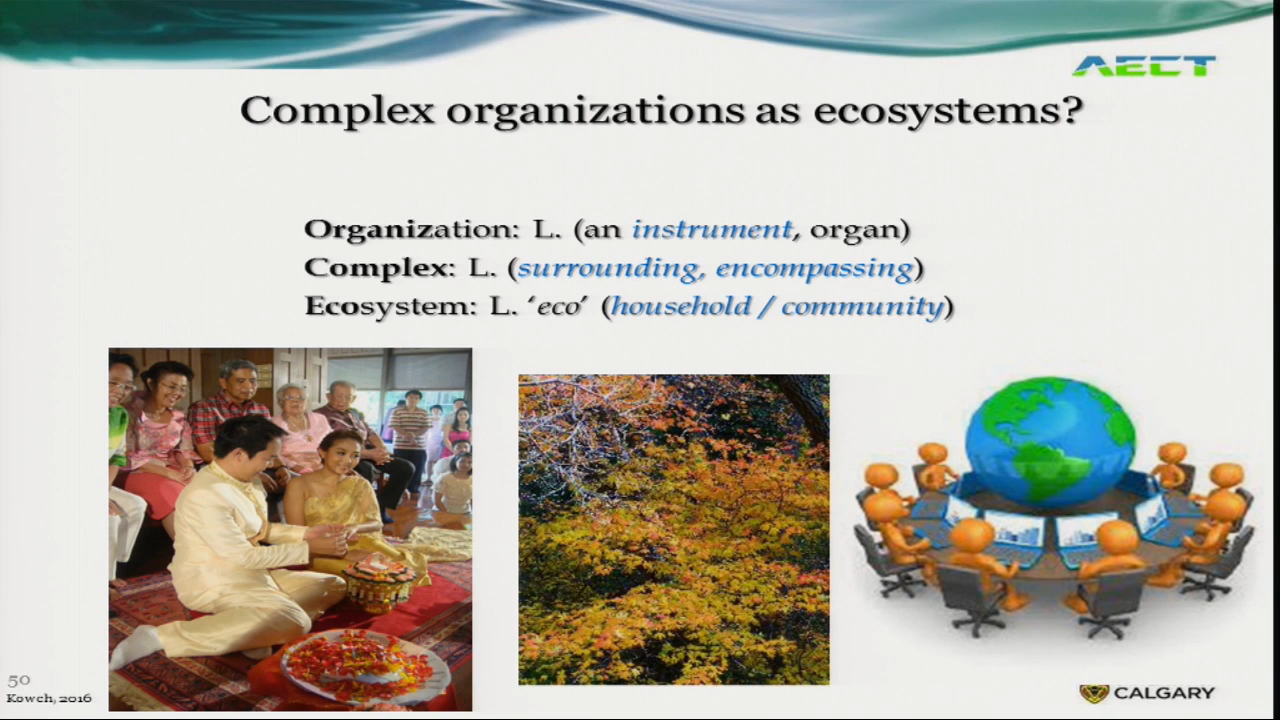 AECT
Complex organizations as ecosystems?
Organization: L. (an instrument, organ)
Complex: L. (surrounding, encompassing)
Ecosystem: L. ‘eco’ (household / community)
50
Kowch, 2016
CALGARY